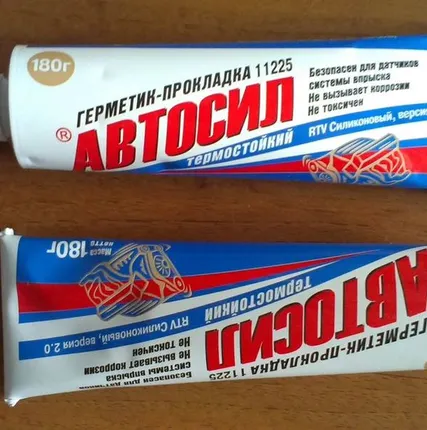 180г
ГЕРМЕТИК-ПРОКЛАДКА 11225
® АВТОСИЛ
термостойкий
Безопасен для датчиков
системы впрыска
Не вызывает коррозии
Не токсичен
RTV Силиконовый, верси
ГЕРМЕТИК-ПРОКЛАДКА 11225
АВТОСИЛ
термостойкий
Безопасен для
системы впрыска
Не вызывает коррозии
Не токсичен
RTV Силиконовый, версия 2.0
Масса
нетто
180г